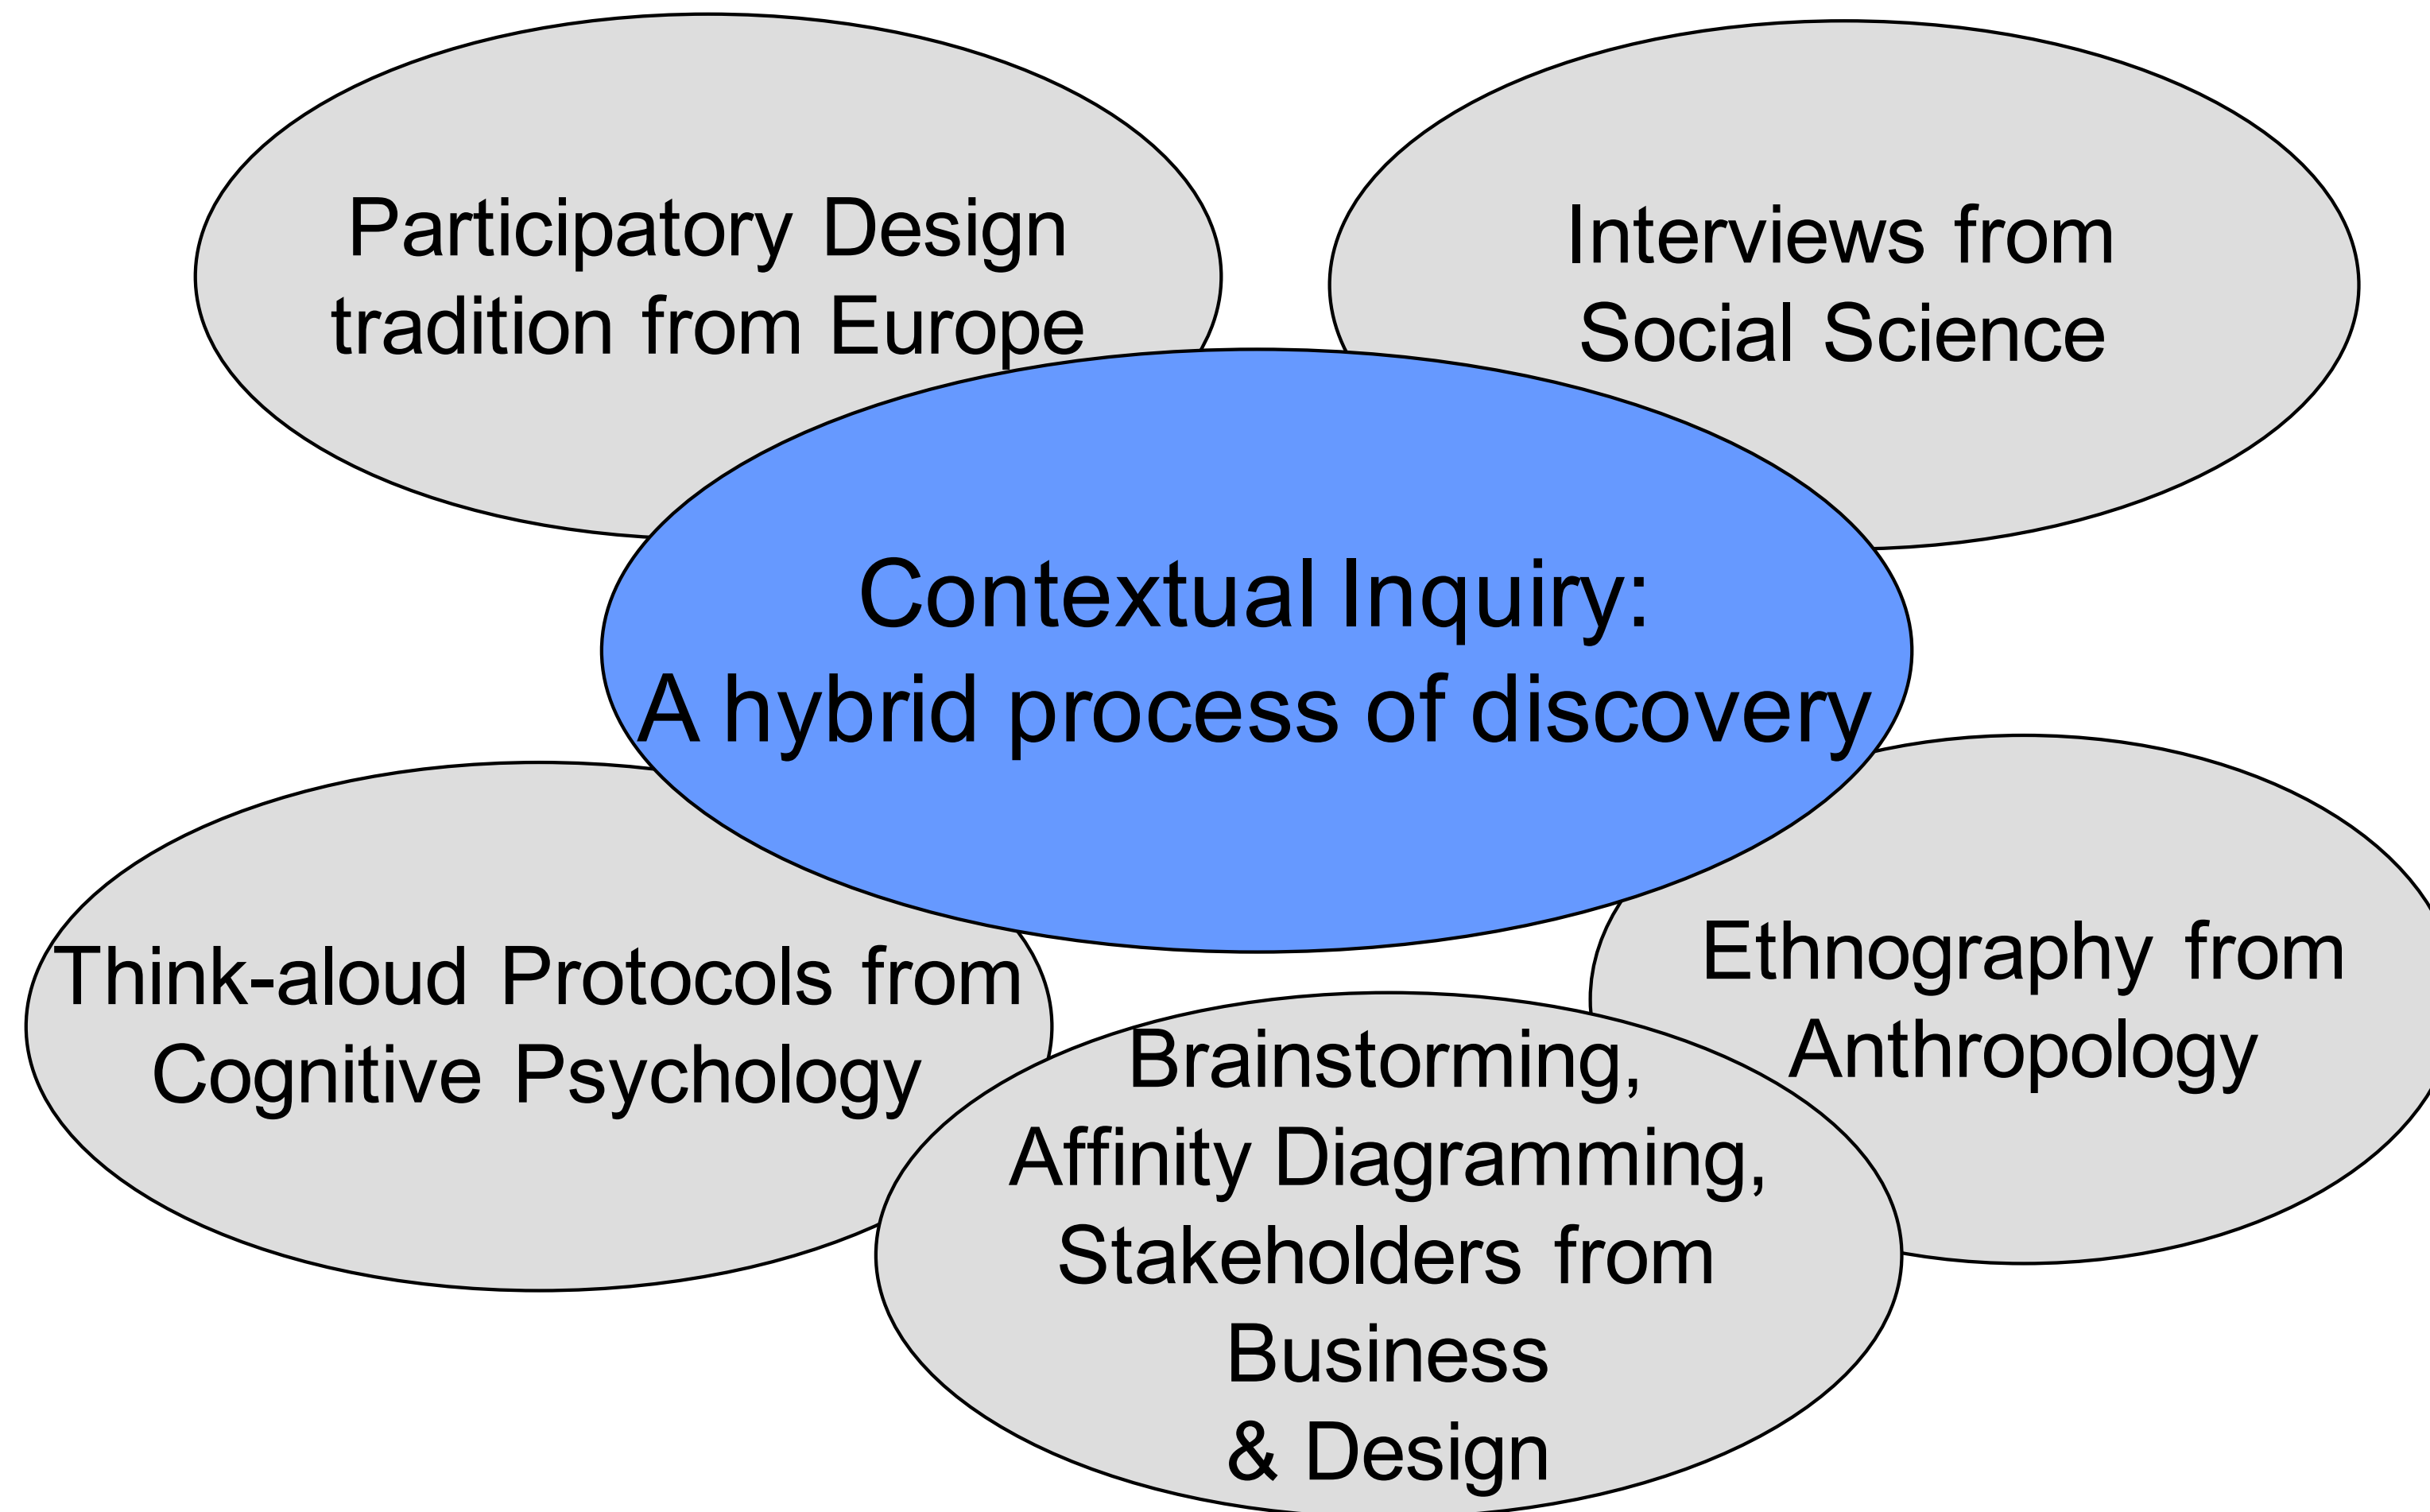 Participatory Design
tradition from Europe
Interviews from
Social Science
Contextual Inquiry:
A hybrid process of discovery
Think-aloud Protocols from
Cognitive Psychology
Brainstorming,
Affinity Diagramming,
Stakeholders from
Business
& Design
Ethnography from
Anthropology